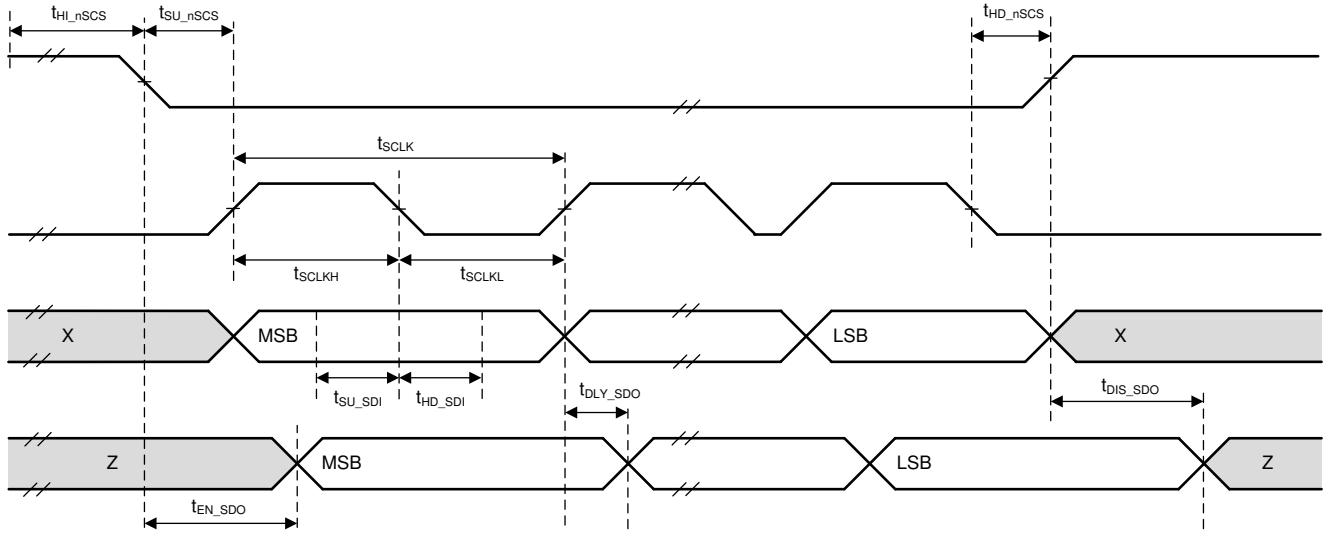 tHI_nSCS tSU_nSCS tHD_nSCS
tSCLK
tSCLKH tSCLKL
X MSB LSB X
tSU_SDI tHD_SDI tDLY_SDO tDIS_SDO
Z MSB LSB Z
tEN_SDO